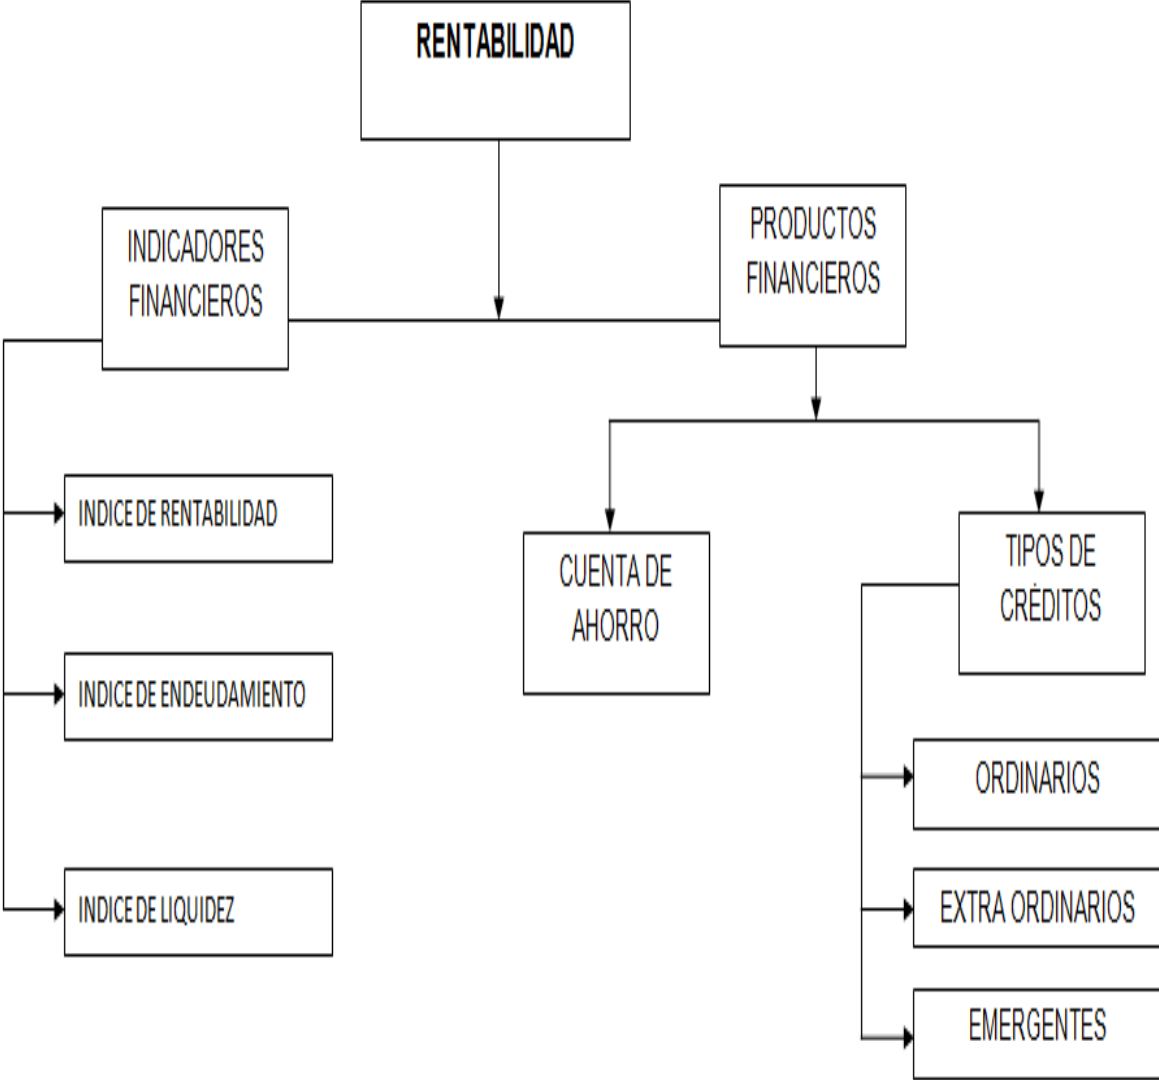 RENTABILIDAD
INDICADORES
FINANCIEROS
PRODUCTOS
FINANCIEROS
INDICE DE RENTABILIDAD
INDICE DE ENDEUDAMIENTO
INDICE DE LIQUIDEZ
CUENTA DE
AHORRO
TIPOS DE
CRÉDITOS
ORDINARIOS
EXTRA ORDINARIOS
EMERGENTES